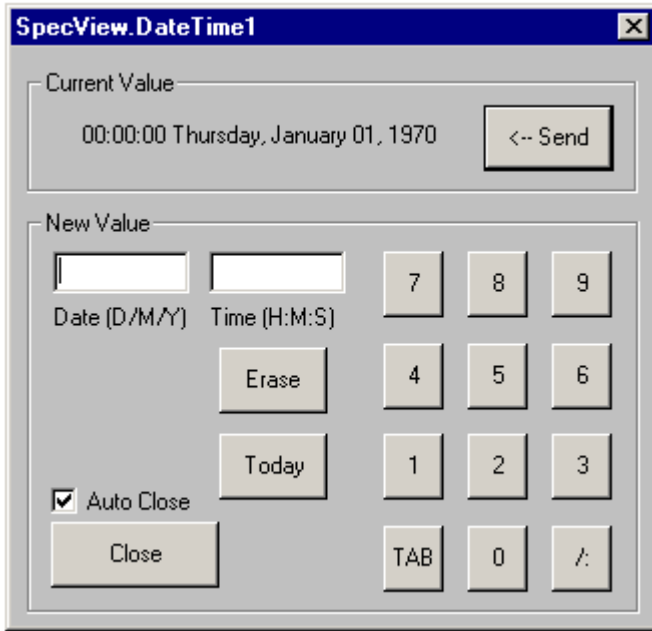 SpecView.DateTime1
Current Value
00:00:00 Thursday, January 01, 1970
<-- Send
New Value
7 8 9
Date (D/M/Y) Time (H:M:S)
Erase 4 5 6
Today 1 2 3
Auto Close
Close TAB 0 /: